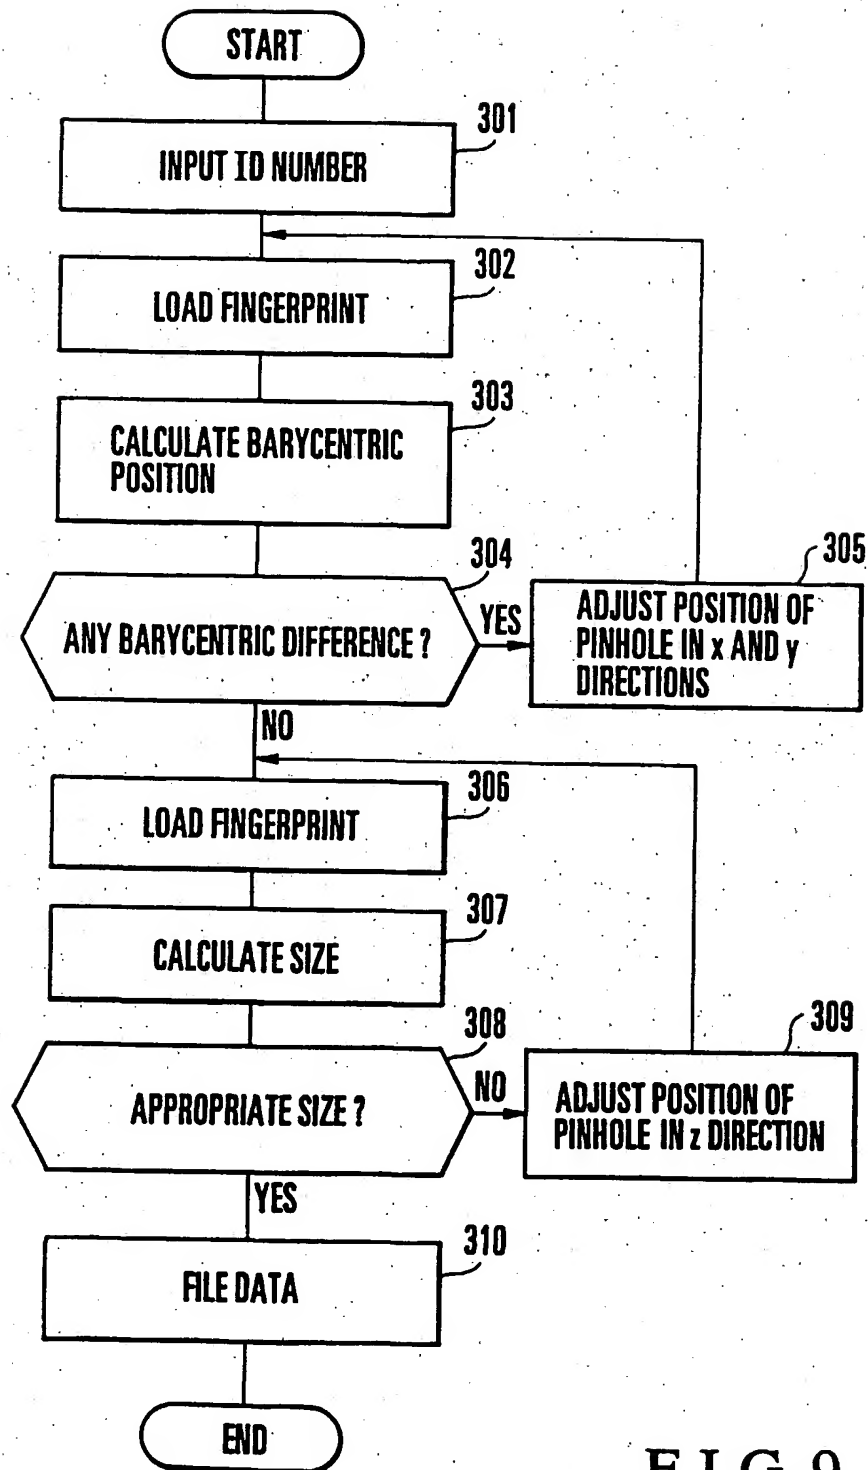 START
301
INPUT ID NUMBER
302
LOAD FINGERPRINT
303
CALCULATE BARYCENTRIC
POSITION
304
ANY BARYCENTRIC DIFFERENCE ?
YES
305
ADJUST POSITION OF
PINHOLE IN x AND y
DIRECTIONS
NO
306
LOAD FINGERPRINT
307
CALCULATE SIZE
308
APPROPRIATE SIZE ?
NO
309
ADJUST POSITION OF
PINHOLE IN z DIRECTION
YES
310
FILE DATA
END
FIG.9